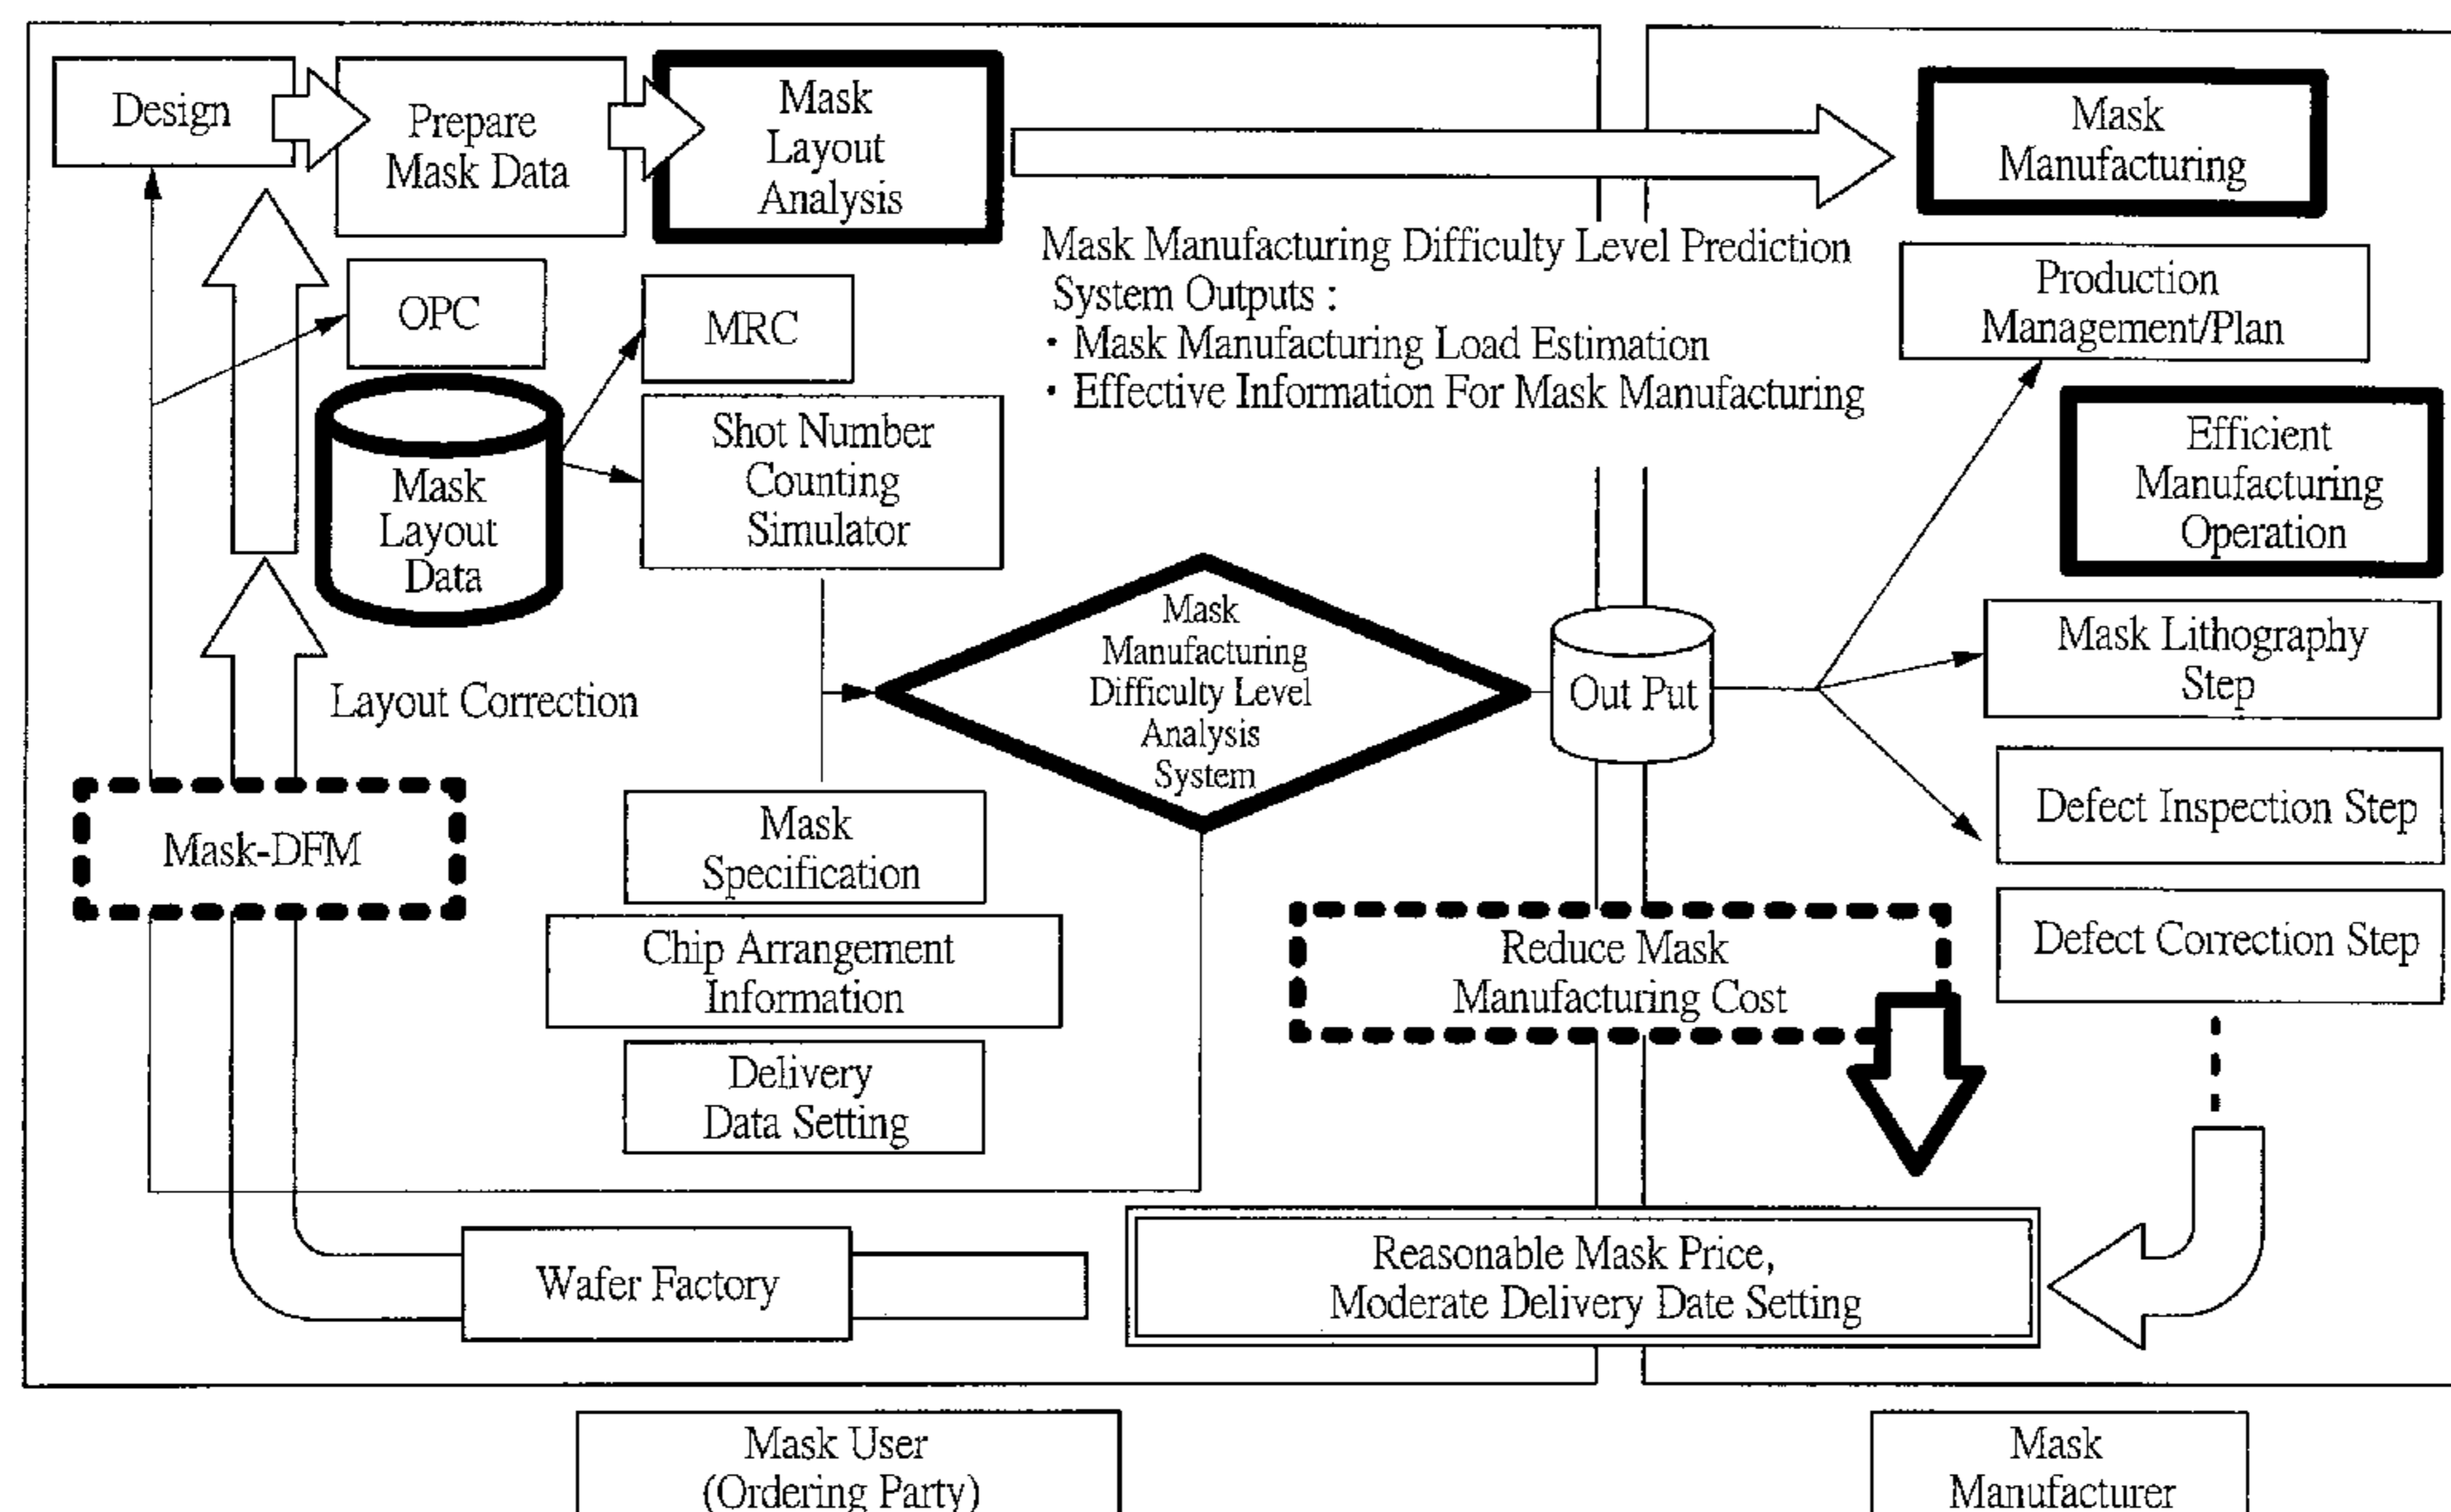 Design
Prepare
Mask Data
Mask
Layout
Analysis
Mask
Manufacturing
Mask Manufacturing Difficulty Level Prediction
System Outputs :
・Mask Manufacturing Load Estimation
・Effective Information For Mask Manufacturing
OPC
MRC
Mask
Layout
Data
Shot Number
Counting
Simulator
Production
Management/Plan
Efficient
Manufacturing
Operation
Mask
Manufacturing
Difficulty Level
Analysis
System
Out Put
Mask Lithography
Step
Layout Correction
Mask-DFM
Mask
Specification
Defect Inspection Step
Chip Arrangement
Information
Reduce Mask
Manufacturing Cost
Defect Correction Step
Delivery
Data Setting
Wafer Factory
Reasonable Mask Price,
Moderate Delivery Date Setting
Mask User
(Ordering Party)
Mask
Manufacturer